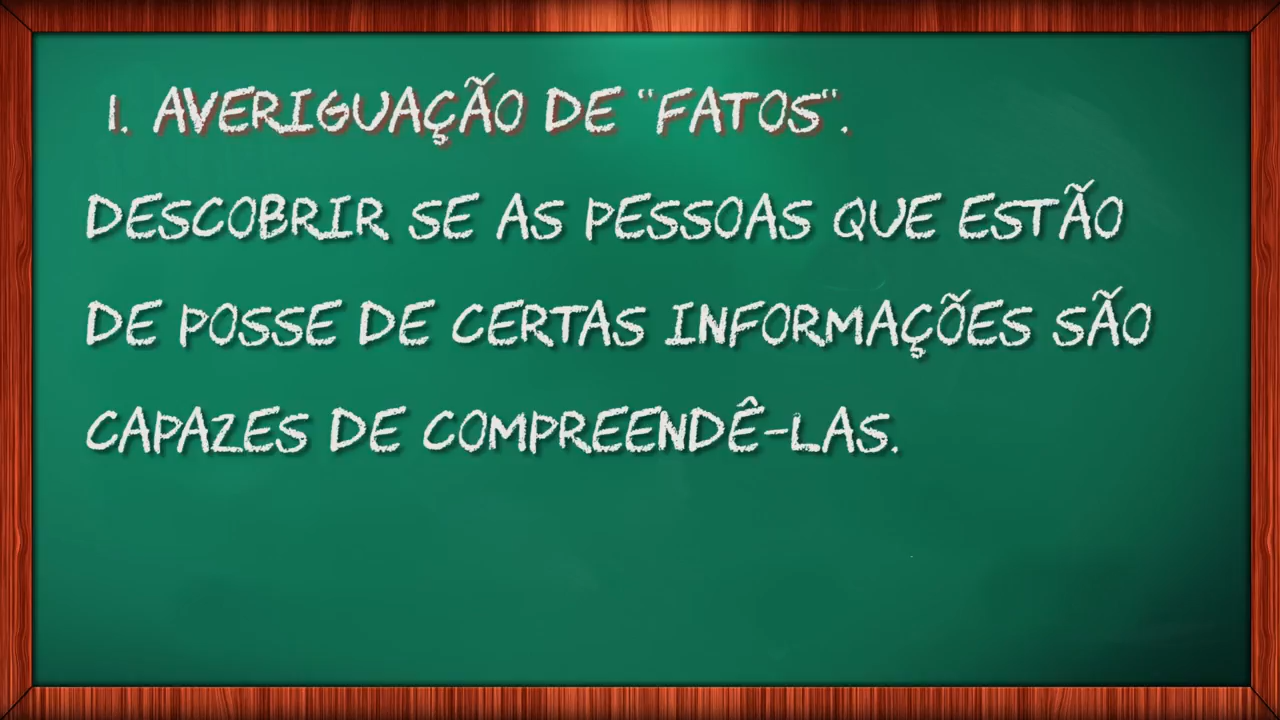 1. AVERIGUAÇÃO DE "FATOS".
DESCOBRIR SE AS PESSOAS QUE ESTÃO
DE POSSE DE CERTAS INFORMAÇÕES SÃO
CAPAZES DE COMPREENDÊ-LAS.